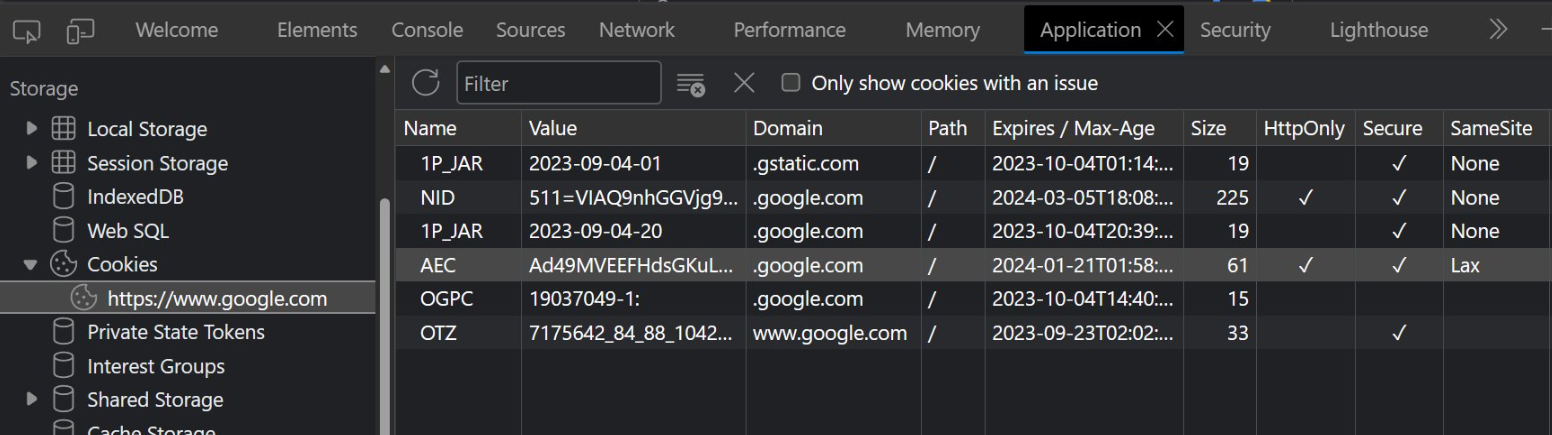 Welcome Elements Console Sources Network Performance Memory Application Security Lighthouse
Storage
Local Storage
Session Storage
IndexedDB
Web SQL
Cookies
https://www.google.com
Private State Tokens
Interest Groups
Shared Storage
Cache Storage
Filter Only show cookies with an issue
Name Value Domain Path Expires / Max-Age Size HttpOnly Secure SameSite
1P_JAR 2023-09-04-01 .gstatic.com / 2023-10-04T01:14:... 19 ✓ None
NID 511=VIAQ9nhGGVjg9... .google.com / 2024-03-05T18:08:... 225 ✓ ✓ None
1P_JAR 2023-09-04-20 .google.com / 2023-10-04T20:39:... 19 ✓ None
AEC Ad49MVEEFHdsGKuL... .google.com / 2024-01-21T01:58:... 61 ✓ ✓ Lax
OGPC 19037049-1: .google.com / 2023-10-04T14:40:... 15
OTZ 7175642_84_88_1042... www.google.com / 2023-09-23T02:02:... 33 ✓